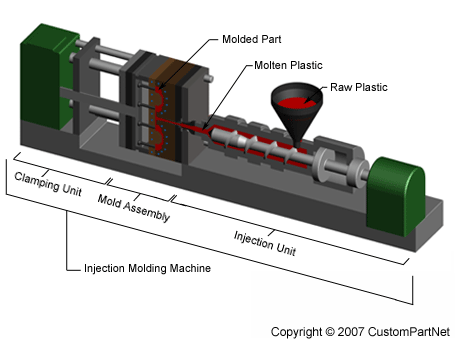 Molded Part
Molten Plastic
Raw Plastic
Clamping Unit
Mold Assembly
Injection Unit
Injection Molding Machine
Copyright © 2007 CustomPartNet